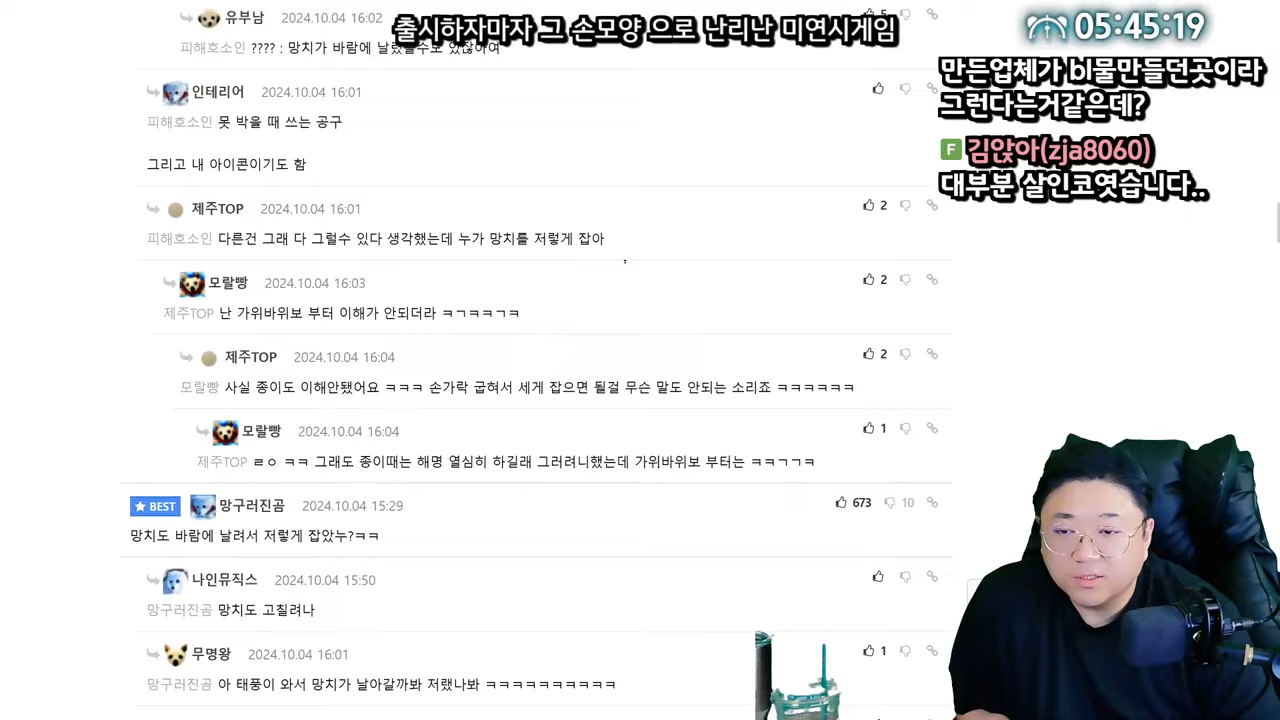 유부남 2024.10.04 16:02 5
출시하자마자 그 손모양 으로 난리난 미연시게임
05:45:19
피해호소인 ???? : 망치가 바람에 날렸을수도 있잖아여
만든업체가 bl물만들던곳이라
그런다는거같은데?
F 김앉아(zja8060)
대부분 살인코엿습니다..
인테리어 2024.10.04 16:01
피해호소인 못 박을 때 쓰는 공구
그리고 내 아이콘이기도 함
제주TOP 2024.10.04 16:01 2
피해호소인 다른건 그래 다 그럴수 있다 생각했는데 누가 망치를 저렇게 잡아
모랄빵 2024.10.04 16:03 2
제주TOP 난 가위바위보 부터 이해가 안되더라 ㅋㄱㅋㅋㄱㅋ
제주TOP 2024.10.04 16:04 2
모랄빵 사실 종이도 이해안됐어요 ㅋㅋㅋ 손가락 굽혀서 세게 잡으면 될걸 무슨 말도 안되는 소리죠 ㅋㅋㅋㅋㅋㅋ
모랄빵 2024.10.04 16:04 1
제주TOP ㄹㅇ ㅋㅋ 그래도 종이때는 해명 열심히 하길래 그러려니했는데 가위바위보 부터는 ㅋㅋㄱㄱㅋ
BEST 망구러진곰 2024.10.04 15:29 673 10
망치도 바람에 날려서 저렇게 잡았누?ㅋㅋ
나인뮤직스 2024.10.04 15:50
망구러진곰 망치도 고칠려나
무명왕 2024.10.04 16:01 1
망구러진곰 아 태풍이 와서 망치가 날아갈까봐 저랬나봐 ㅋㅋㅋㅋㅋㅋㅋㅋㅋㅋ